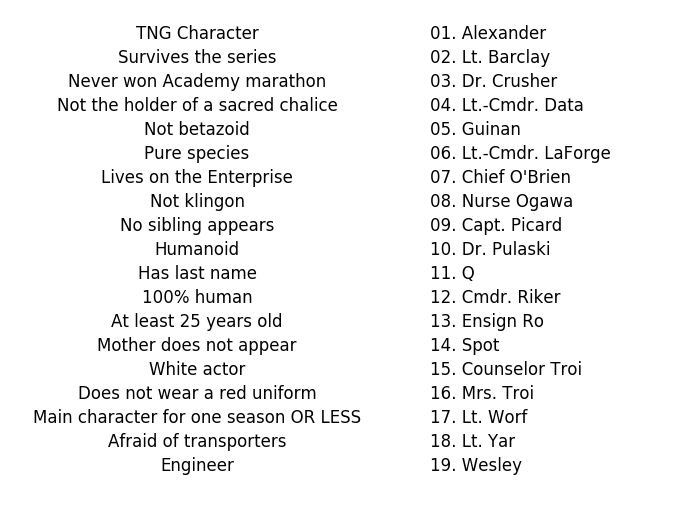 TNG Character 01. Alexander
Survives the series 02. Lt. Barclay
Never won Academy marathon 03. Dr. Crusher
Not the holder of a sacred chalice 04. Lt.-Cmdr. Data
Not betazoid 05. Guinan
Pure species 06. Lt.-Cmdr. LaForge
Lives on the Enterprise 07. Chief O'Brien
Not klingon 08. Nurse Ogawa
No sibling appears 09. Capt. Picard
Humanoid 10. Dr. Pulaski
Has last name 11. Q
100% human 12. Cmdr. Riker
At least 25 years old 13. Ensign Ro
Mother does not appear 14. Spot
White actor 15. Counselor Troi
Does not wear a red uniform 16. Mrs. Troi
Main character for one season OR LESS 17. Lt. Worf
Afraid of transporters 18. Lt. Yar
Engineer 19. Wesley